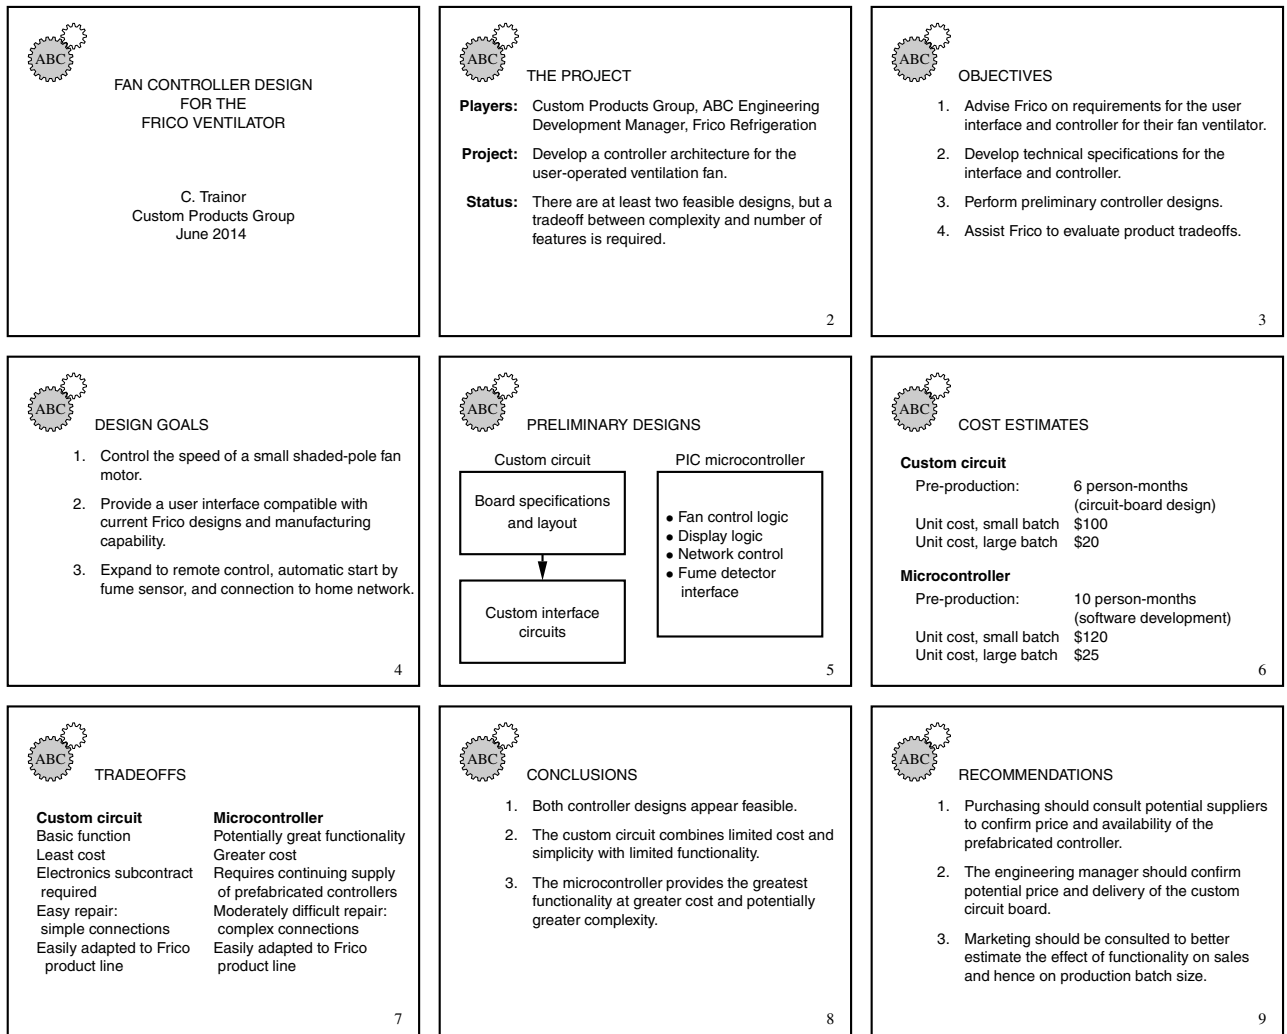 ABC
FAN CONTROLLER DESIGN
FOR THE
FRICO VENTILATOR
C. Trainor
Custom Products Group
June 2014
ABC
THE PROJECT
Players: Custom Products Group, ABC Engineering
Development Manager, Frico Refrigeration
Project: Develop a controller architecture for the
user-operated ventilation fan.
Status: There are at least two feasible designs, but a
tradeoff between complexity and number of
features is required.
2
ABC
OBJECTIVES
1. Advise Frico on requirements for the user
interface and controller for their fan ventilator.
2. Develop technical specifications for the
interface and controller.
3. Perform preliminary controller designs.
4. Assist Frico to evaluate product tradeoffs.
3
ABC
DESIGN GOALS
1. Control the speed of a small shaded-pole fan
motor.
2. Provide a user interface compatible with
current Frico designs and manufacturing
capability.
3. Expand to remote control, automatic start by
fume sensor, and connection to home network.
4
ABC
PRELIMINARY DESIGNS
Custom circuit
Board specifications
and layout
Custom interface
circuits
PIC microcontroller
• Fan control logic
• Display logic
• Network control
• Fume detector
interface
5
ABC
COST ESTIMATES
Custom circuit
Pre-production: 6 person-months
(circuit-board design)
Unit cost, small batch $100
Unit cost, large batch $20
Microcontroller
Pre-production: 10 person-months
(software development)
Unit cost, small batch $120
Unit cost, large batch $25
6
ABC
TRADEOFFS
Custom circuit
Basic function
Least cost
Electronics subcontract
required
Easy repair:
simple connections
Easily adapted to Frico
product line
Microcontroller
Potentially great functionality
Greater cost
Requires continuing supply
of prefabricated controllers
Moderately difficult repair:
complex connections
Easily adapted to Frico
product line
7
ABC
CONCLUSIONS
1. Both controller designs appear feasible.
2. The custom circuit combines limited cost and
simplicity with limited functionality.
3. The microcontroller provides the greatest
functionality at greater cost and potentially
greater complexity.
8
ABC
RECOMMENDATIONS
1. Purchasing should consult potential suppliers
to confirm price and availability of the
prefabricated controller.
2. The engineering manager should confirm
potential price and delivery of the custom
circuit board.
3. Marketing should be consulted to better
estimate the effect of functionality on sales
and hence on production batch size.
9